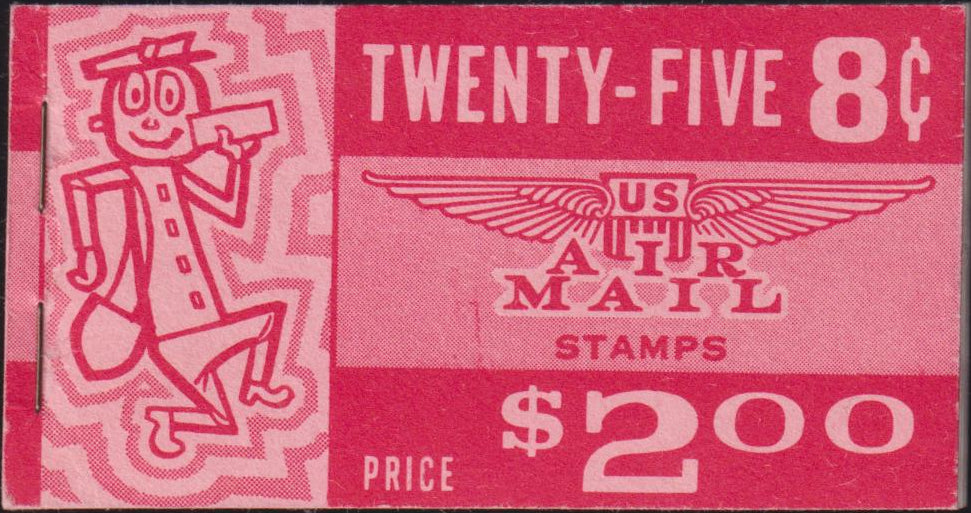 TWENTY-FIVE 8¢
US
AIR
MAIL
STAMPS
PRICE $2.00